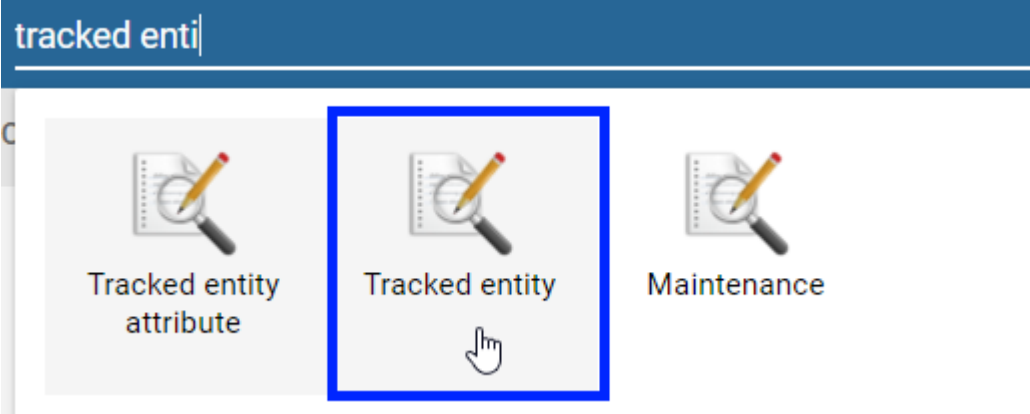 tracked enti
Tracked entity
attribute
Tracked entity
Maintenance